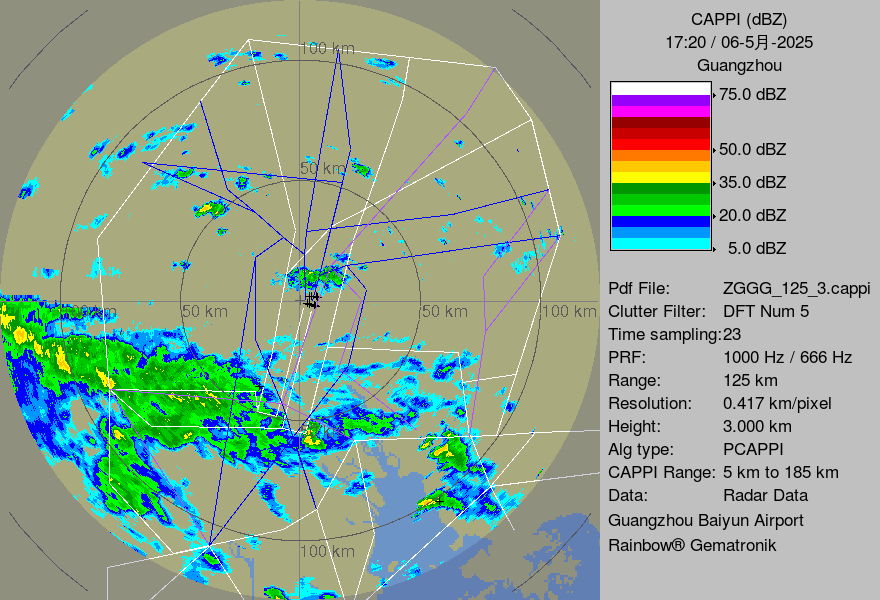 100 km
50 km
100 km
50 km
50 km
100 km
100 km
CAPPI (dBZ)
17:20 / 06-5月-2025
Guangzhou
75.0 dBZ
50.0 dBZ
35.0 dBZ
20.0 dBZ
5.0 dBZ
Pdf File: ZGGG_125_3.cappi
Clutter Filter: DFT Num 5
Time sampling:23
PRF: 1000 Hz / 666 Hz
Range: 125 km
Resolution: 0.417 km/pixel
Height: 3.000 km
Alg type: PCAPPI
CAPPI Range: 5 km to 185 km
Data: Radar Data
Guangzhou Baiyun Airport
Rainbow® Gematronik